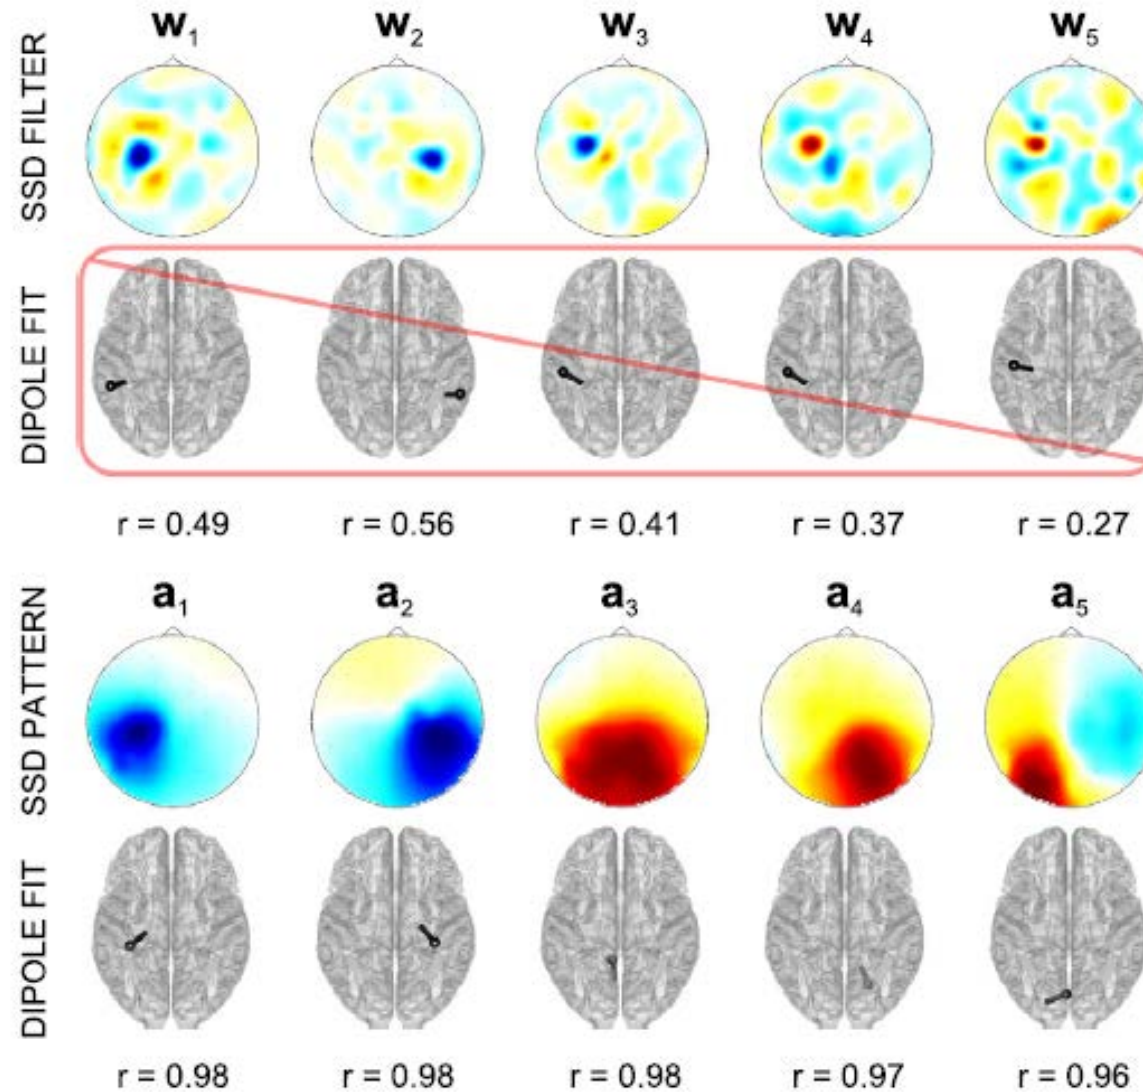 w1 w2 w3 w4 w5
SSD FILTER
DIPOLE FIT
r = 0.49 r = 0.56 r = 0.41 r = 0.37 r = 0.27
a1 a2 a3 a4 a5
SSD PATTERN
DIPOLE FIT
r = 0.98 r = 0.98 r = 0.98 r = 0.97 r = 0.96